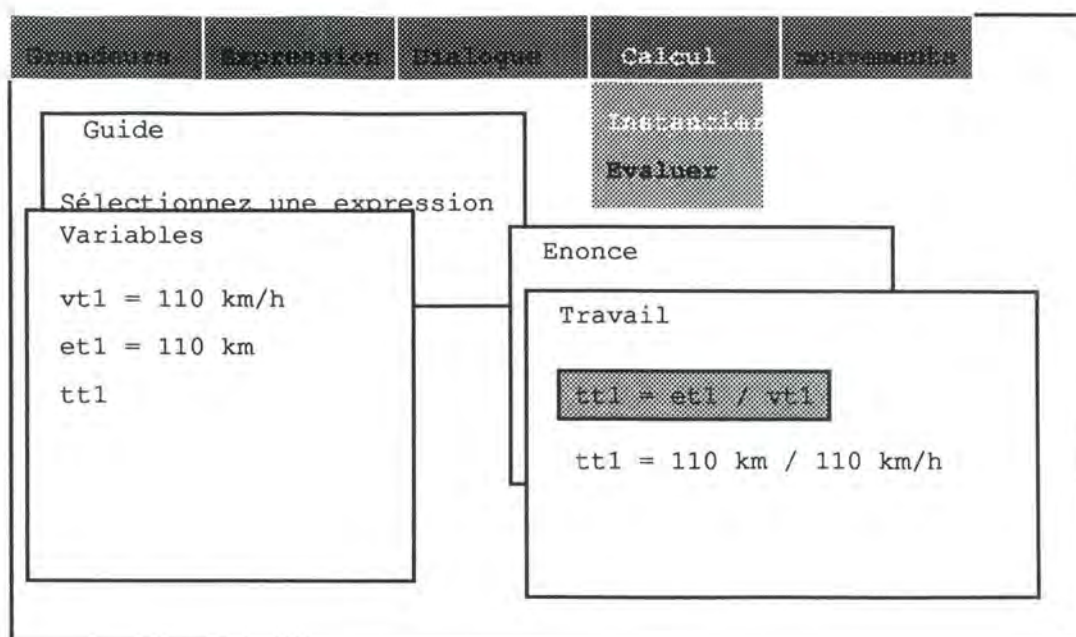 Grandeurs Expression Dialogue Calcul mouvements
Instancier
Evaluer
Guide
Sélectionnez une expression
Variables
vt1 = 110 km/h
et1 = 110 km
tt1
Enonce
Travail
tt1 = et1 / vt1
tt1 = 110 km / 110 km/h